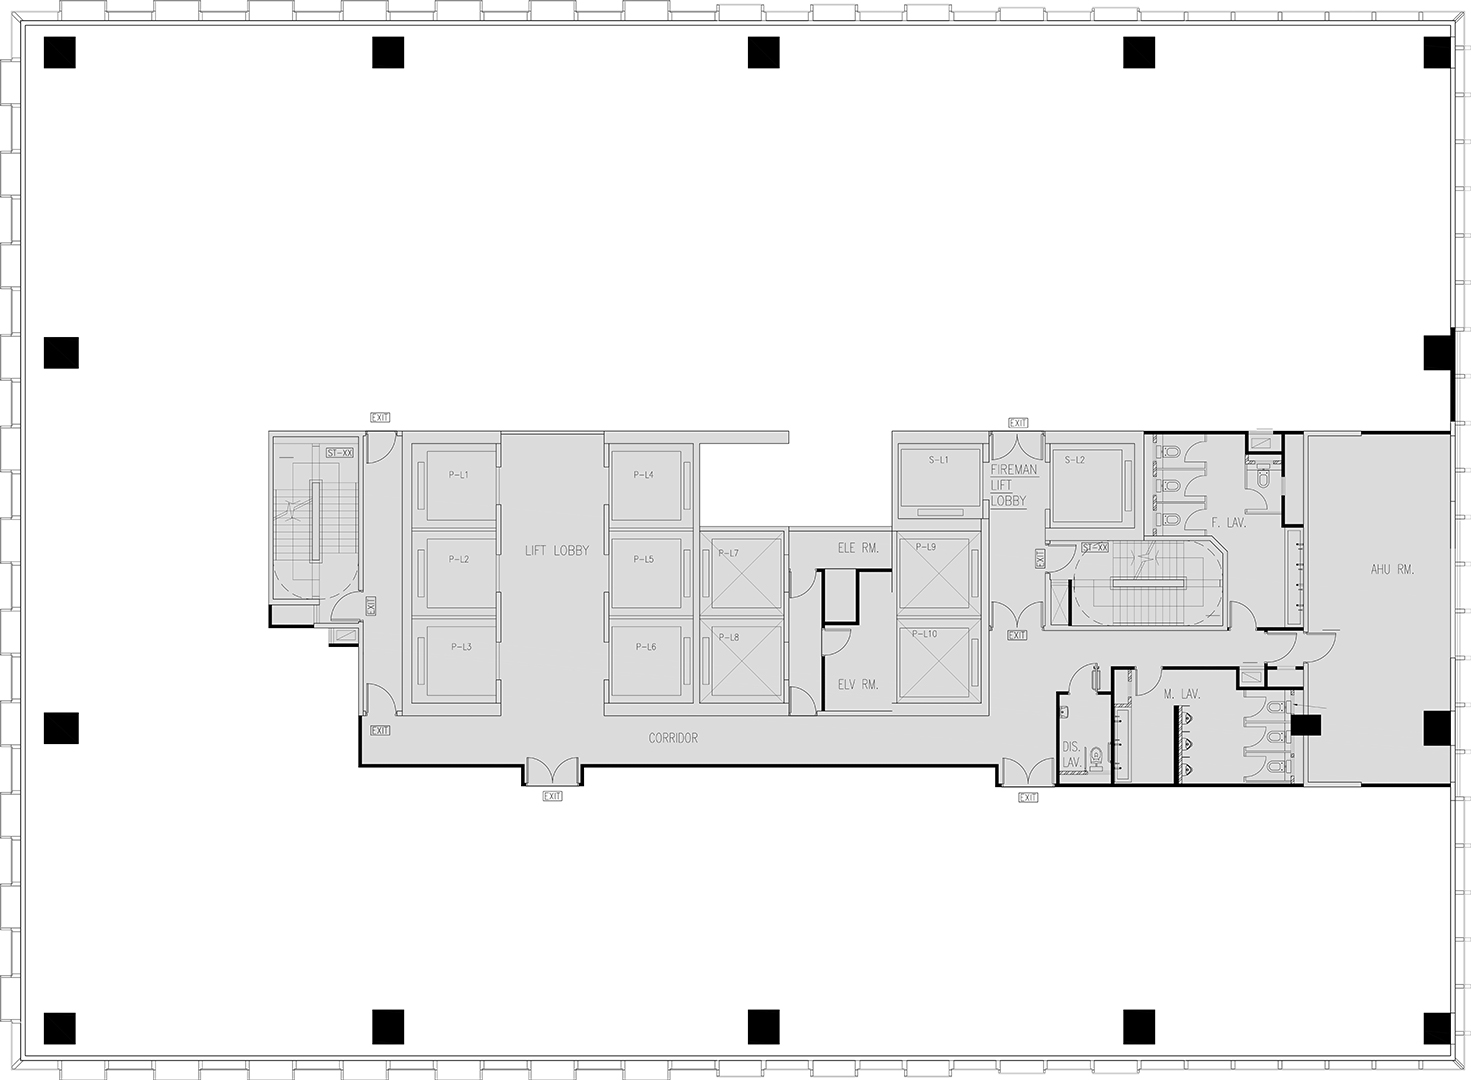 EXIT
EXIT
ST-XX
P-L1
P-L4
S-L1
FIREMAN
LIFT
LOBBY
S-L2
F. LAV.
LIFT LOBBY
P-L2
P-L5
P-L7
ELE RM.
P-L9
EXIT
ST-XX
AHU RM.
EXIT
P-L3
P-L6
P-L8
P-L10
EXIT
ELV RM.
M. LAV.
EXIT
CORRIDOR
DIS.
LAV.
EXIT
EXIT